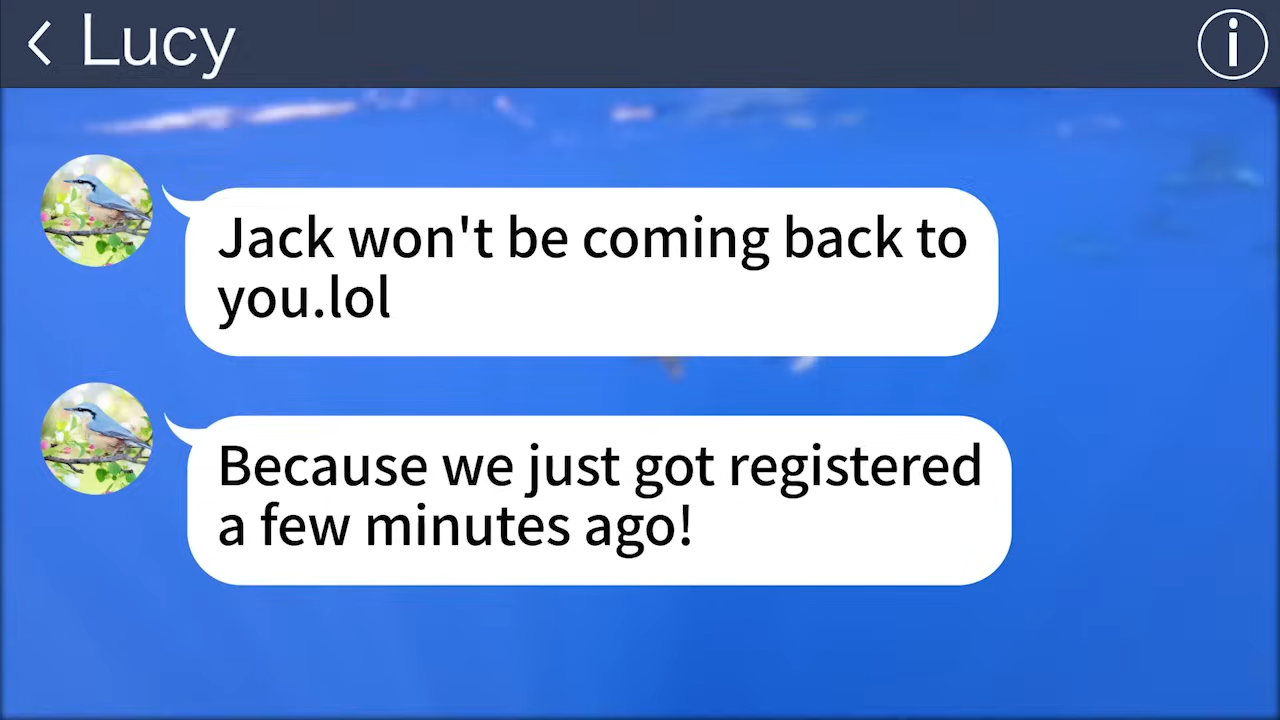 Lucy
Jack won't be coming back to
you.lol
Because we just got registered
a few minutes ago!